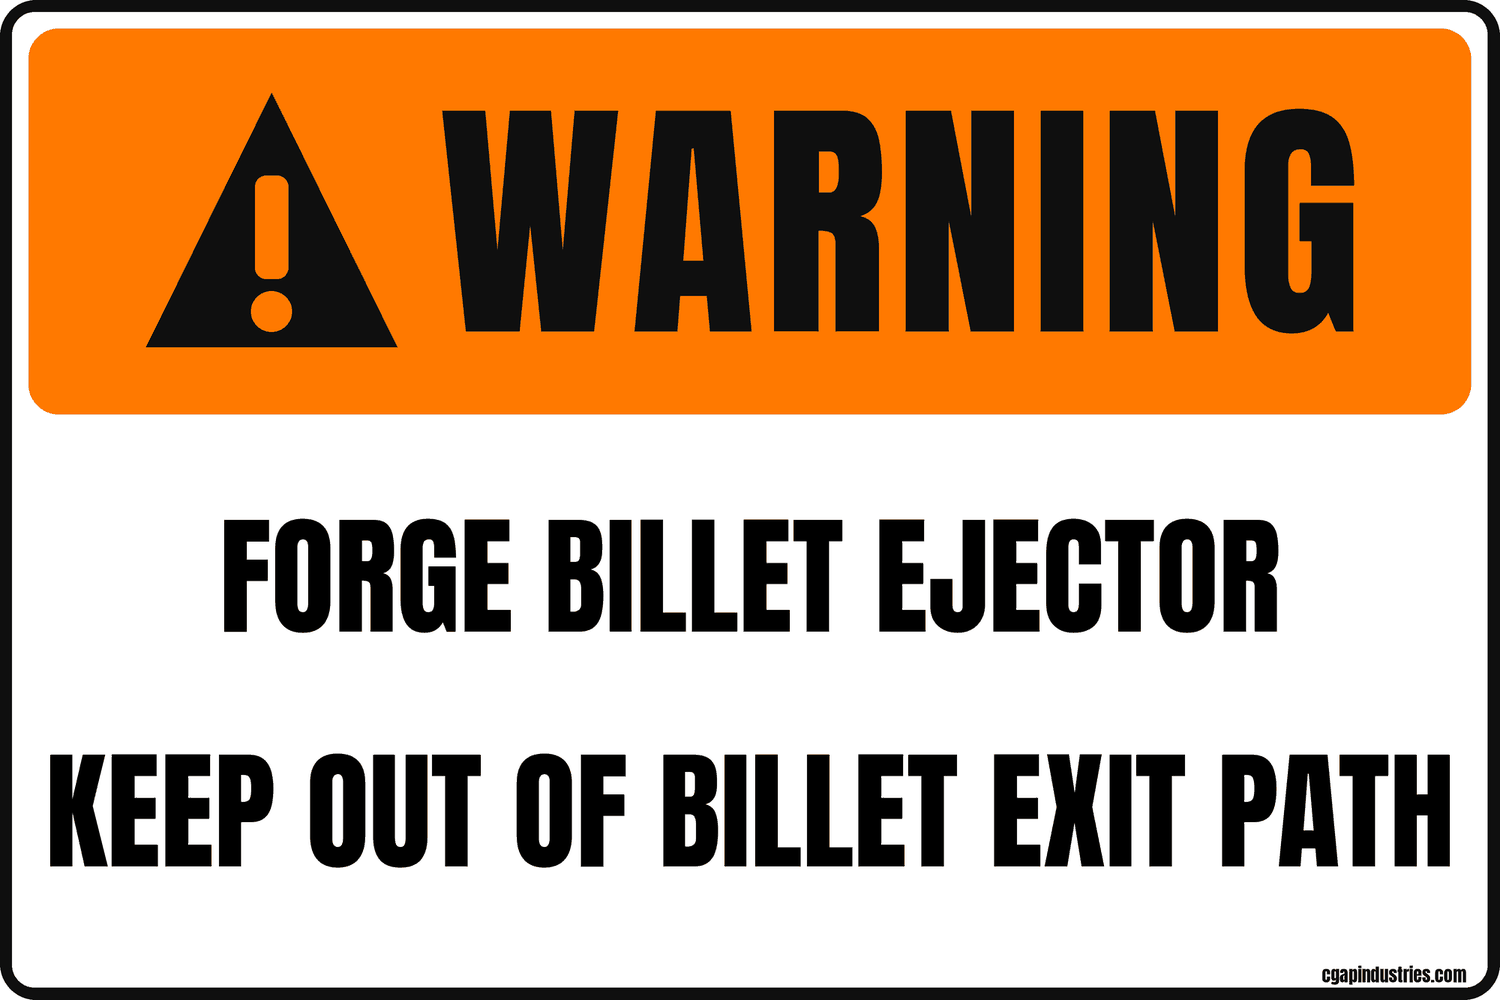 WARNING
FORGE BILLET EJECTOR
KEEP OUT OF BILLET EXIT PATH
cgapindustries.com